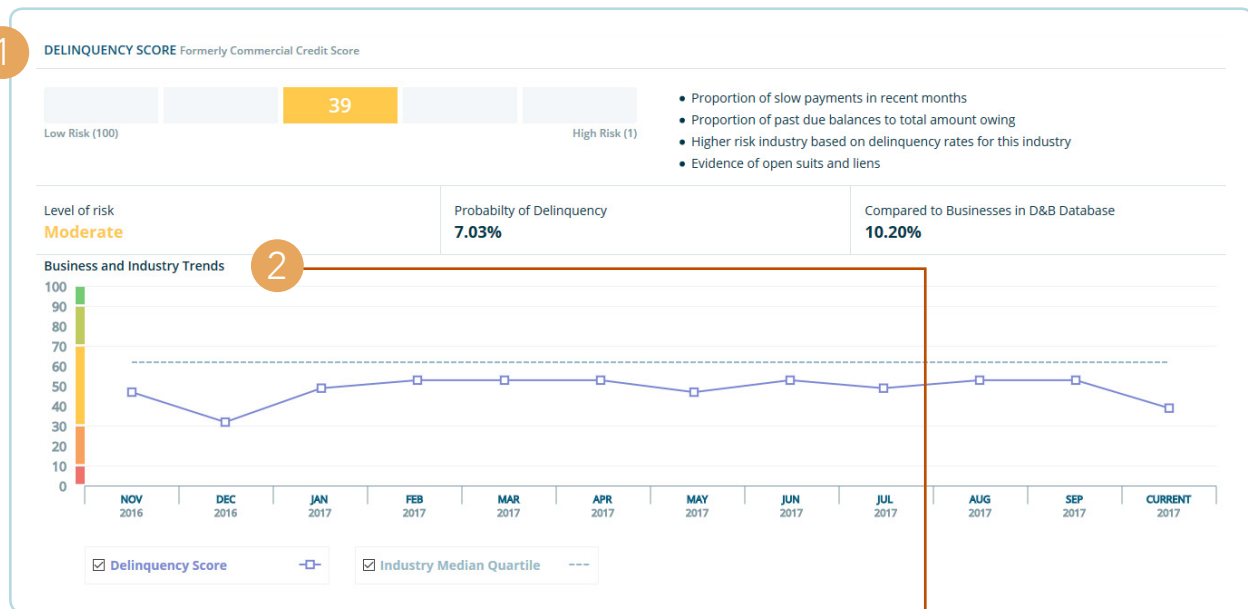 1
DELINQUENCY SCORE Formerly Commercial Credit Score
39
Low Risk (100) High Risk (1)
Proportion of slow payments in recent months
Proportion of past due balances to total amount owing
Higher risk industry based on delinquency rates for this industry
Evidence of open suits and liens
Level of risk
Moderate
Probabilty of Delinquency
7.03%
Compared to Businesses in D&B Database
10.20%
Business and Industry Trends
2
100
90
80
70
60
50
40
30
20
10
0
NOV DEC JAN FEB MAR APR MAY JUN JUL AUG SEP CURRENT
2016 2016 2017 2017 2017 2017 2017 2017 2017 2017 2017 2017
Delinquency Score
Industry Median Quartile